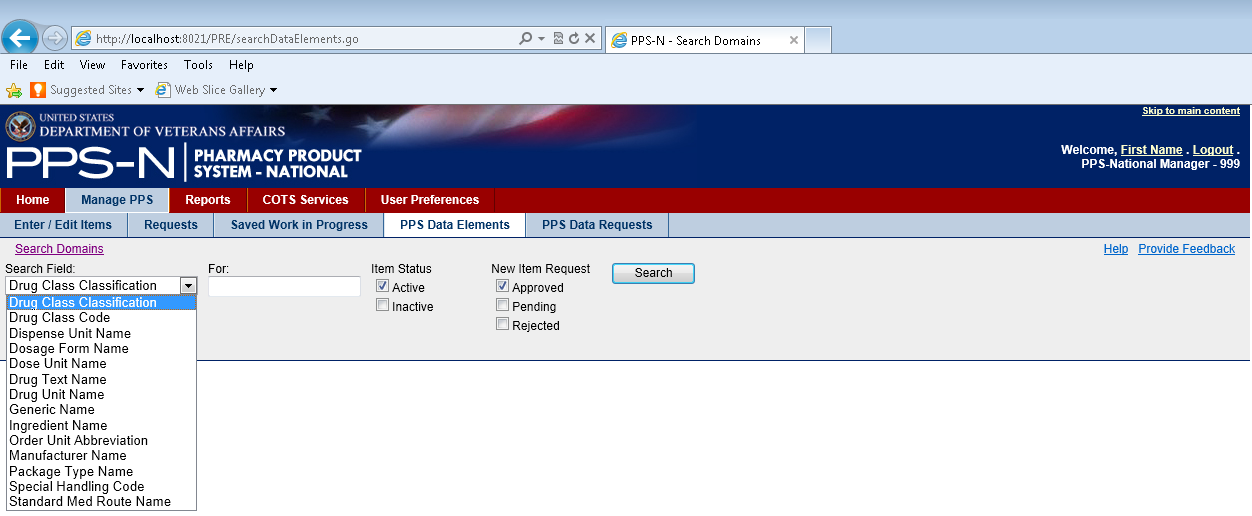 http://localhost:8021/PRE/searchDataElements.go
PPS-N - Search Domains
File Edit View Favorites Tools Help
Suggested Sites Web Slice Gallery
Skip to main content
UNITED STATES
DEPARTMENT OF VETERANS AFFAIRS
PPS-N PHARMACY PRODUCT
SYSTEM - NATIONAL
Welcome, First Name . Logout .
PPS-National Manager - 999
Home Manage PPS Reports COTS Services User Preferences
Enter / Edit Items Requests Saved Work in Progress PPS Data Elements PPS Data Requests
Search Domains Help Provide Feedback
Search Field: For: Item Status New Item Request Search
Drug Class Classification Active Approved
Inactive Pending
Rejected
Drug Class Classification
Drug Class Code
Dispense Unit Name
Dosage Form Name
Dose Unit Name
Drug Text Name
Drug Unit Name
Generic Name
Ingredient Name
Order Unit Abbreviation
Manufacturer Name
Package Type Name
Special Handling Code
Standard Med Route Name